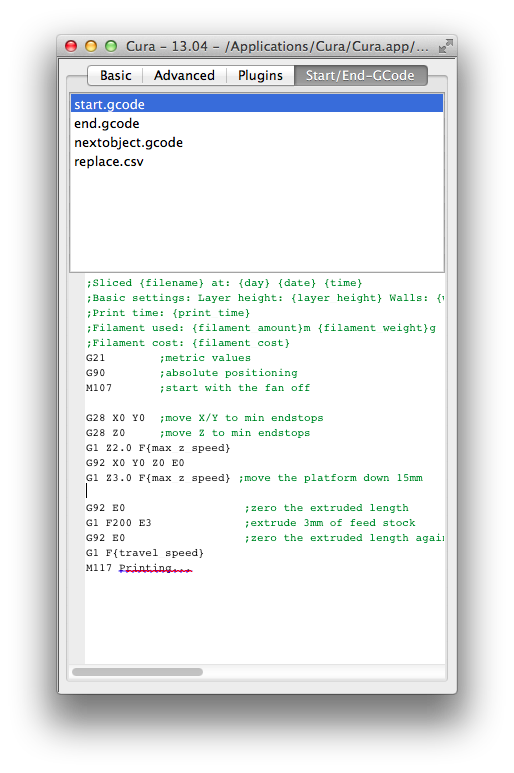 Cura – 13.04 – /Applications/Cura/Cura.app/...
Basic Advanced Plugins Start/End-GCode
start.gcode
end.gcode
nextobject.gcode
replace.csv
;Sliced {filename} at: {day} {date} {time}
;Basic settings: Layer height: {layer height} Walls: {
;Print time: {print time}
;Filament used: {filament amount}m {filament weight}g
;Filament cost: {filament cost}
G21 ;metric values
G90 ;absolute positioning
M107 ;start with the fan off
G28 X0 Y0 ;move X/Y to min endstops
G28 Z0 ;move Z to min endstops
G1 Z2.0 F{max z speed}
G92 X0 Y0 Z0 E0
G1 Z3.0 F{max z speed} ;move the platform down 15mm
G92 E0 ;zero the extruded length
G1 F200 E3 ;extrude 3mm of feed stock
G92 E0 ;zero the extruded length again
G1 F{travel speed}
M117 Printing...